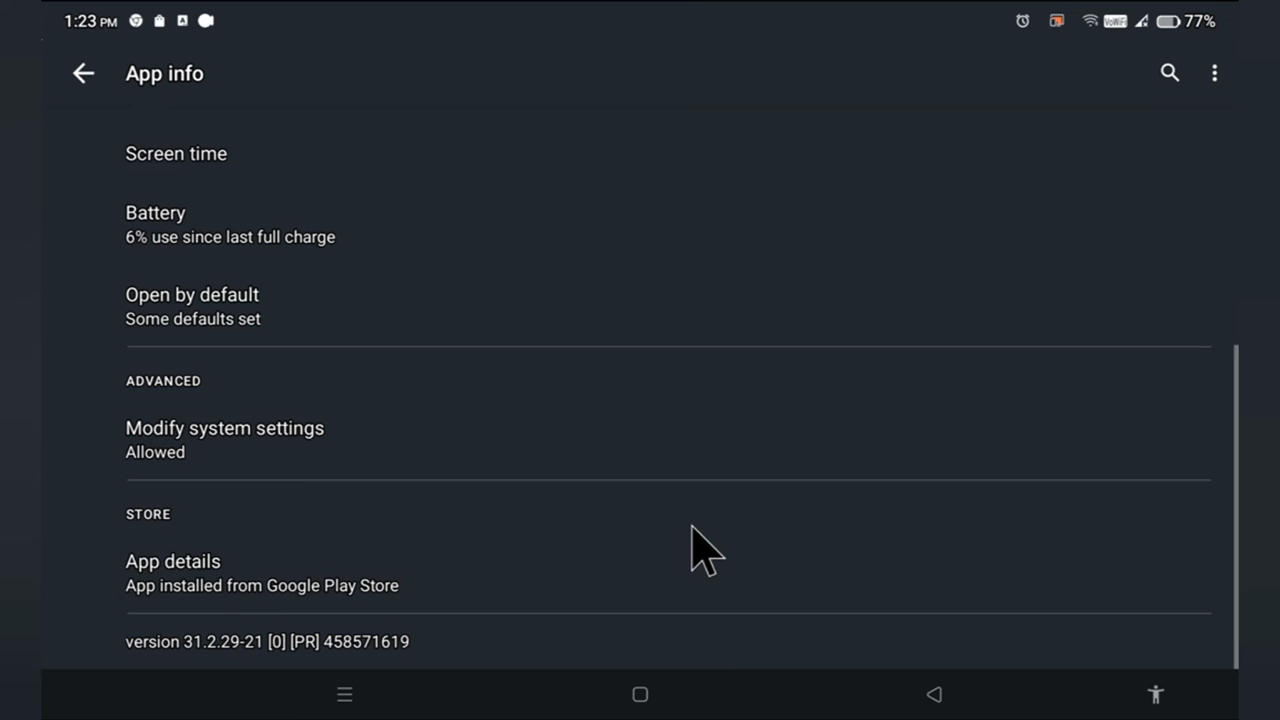 1:23 PM
VoWiFi
77%
App info
Screen time
Battery
6% use since last full charge
Open by default
Some defaults set
ADVANCED
Modify system settings
Allowed
STORE
App details
App installed from Google Play Store
version 31.2.29-21 [0] [PR] 458571619